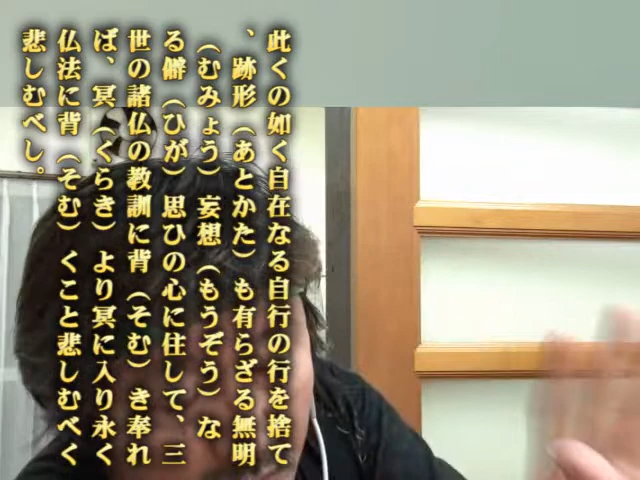 此くの如く自在なる自行の行を捨て
、跡形（あとかた）も有らざる無明
（むみょう）妄想（もうぞう）な
る僻（ひが）思ひの心に住して、三
世の諸仏の教訓に背（そむ）き奉れ
ば、冥（くらき）より冥に入り永く
仏法に背（そむ）くこと悲しむべく
悲しむべし。